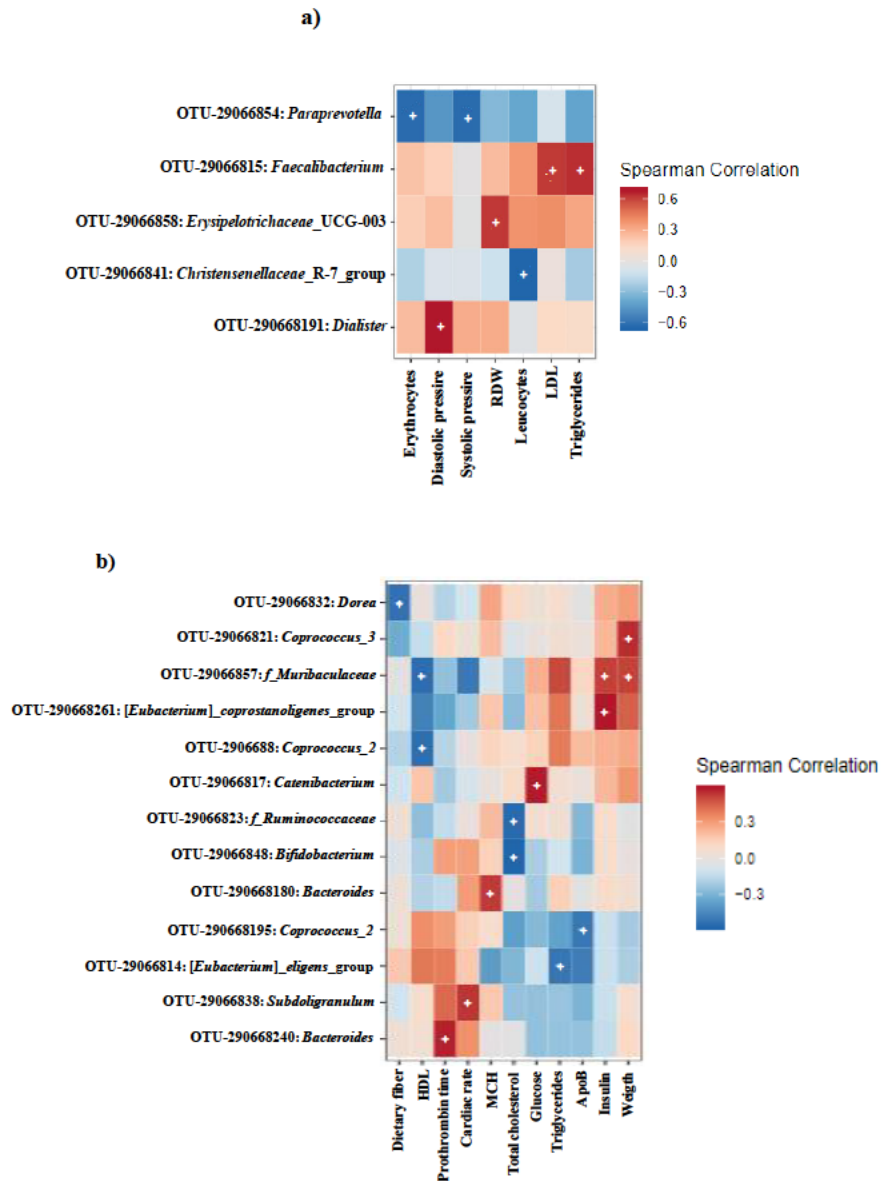 a)
OTU-29066854: Paraprevotella
OTU-29066815: Faecalibacterium
OTU-29066858: Erysipelotrichaceae_UCG-003
OTU-29066841: Christensenellaceae_R-7_group
OTU-290668191: Dialister
Erythrocytes
Diastolic pressire
Systolic pressire
RDW
Leucocytes
LDL
Triglycerides
Spearman Correlation
0.6
0.3
0.0
−0.3
−0.6
b)
OTU-29066832: Dorea
OTU-29066821: Coprococcus_3
OTU-29066857: f_Muribaculaceae
OTU-290668261: [Eubacterium]_coprostanoligenes_group
OTU-2906688: Coprococcus_2
OTU-29066817: Catenibacterium
OTU-29066823: f_Ruminococcaceae
OTU-29066848: Bifidobacterium
OTU-290668180: Bacteroides
OTU-290668195: Coprococcus_2
OTU-29066814: [Eubacterium]_eligens_group
OTU-29066838: Subdoligranulum
OTU-290668240: Bacteroides
Dietary fiber
HDL
Prothrombin time
Cardiac rate
MCH
Total cholesterol
Glucose
Triglycerides
ApoB
Insulin
Weigth
Spearman Correlation
0.3
0.0
−0.3